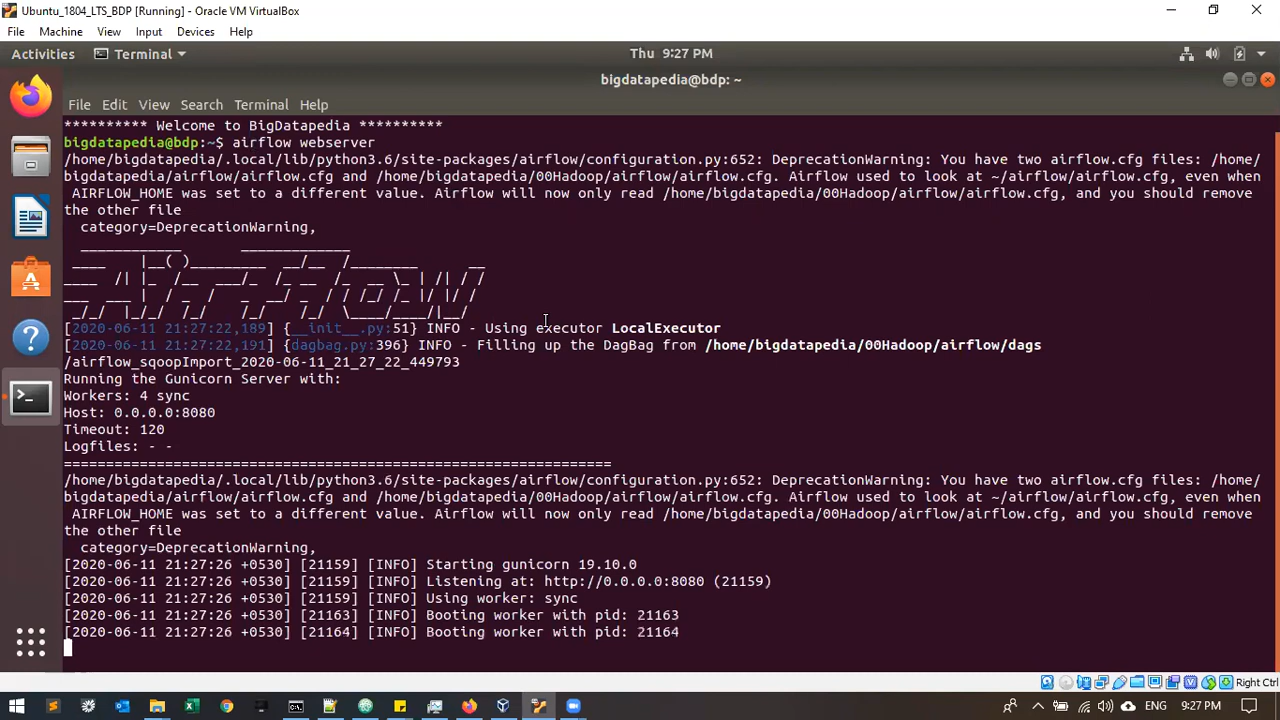 Ubuntu_1804_LTS_BDP [Running] - Oracle VM VirtualBox
File Machine View Input Devices Help
Activities Terminal Thu 9:27 PM
bigdatapedia@bdp: ~
File Edit View Search Terminal Help
********** Welcome to BigDatapedia **********
bigdatapedia@bdp:~$ airflow webserver
/home/bigdatapedia/.local/lib/python3.6/site-packages/airflow/configuration.py:652: DeprecationWarning: You have two airflow.cfg files: /home/
bigdatapedia/airflow/airflow.cfg and /home/bigdatapedia/00Hadoop/airflow/airflow.cfg. Airflow used to look at ~/airflow/airflow.cfg, even when
AIRFLOW_HOME was set to a different value. Airflow will now only read /home/bigdatapedia/00Hadoop/airflow/airflow.cfg, and you should remove
the other file
category=DeprecationWarning,
Airflow
[2020-06-11 21:27:22,189] {__init__.py:51} INFO - Using executor LocalExecutor
[2020-06-11 21:27:22,191] {dagbag.py:396} INFO - Filling up the DagBag from /home/bigdatapedia/00Hadoop/airflow/dags
/airflow_sqoopImport_2020-06-11_21_27_22_449793
Running the Gunicorn Server with:
Workers: 4 sync
Host: 0.0.0.0:8080
Timeout: 120
Logfiles: - -
=================================================================
/home/bigdatapedia/.local/lib/python3.6/site-packages/airflow/configuration.py:652: DeprecationWarning: You have two airflow.cfg files: /home/
bigdatapedia/airflow/airflow.cfg and /home/bigdatapedia/00Hadoop/airflow/airflow.cfg. Airflow used to look at ~/airflow/airflow.cfg, even when
AIRFLOW_HOME was set to a different value. Airflow will now only read /home/bigdatapedia/00Hadoop/airflow/airflow.cfg, and you should remove
the other file
category=DeprecationWarning,
[2020-06-11 21:27:26 +0530] [21159] [INFO] Starting gunicorn 19.10.0
[2020-06-11 21:27:26 +0530] [21159] [INFO] Listening at: http://0.0.0.0:8080 (21159)
[2020-06-11 21:27:26 +0530] [21159] [INFO] Using worker: sync
[2020-06-11 21:27:26 +0530] [21163] [INFO] Booting worker with pid: 21163
[2020-06-11 21:27:26 +0530] [21164] [INFO] Booting worker with pid: 21164
Right Ctrl
ENG 9:27 PM